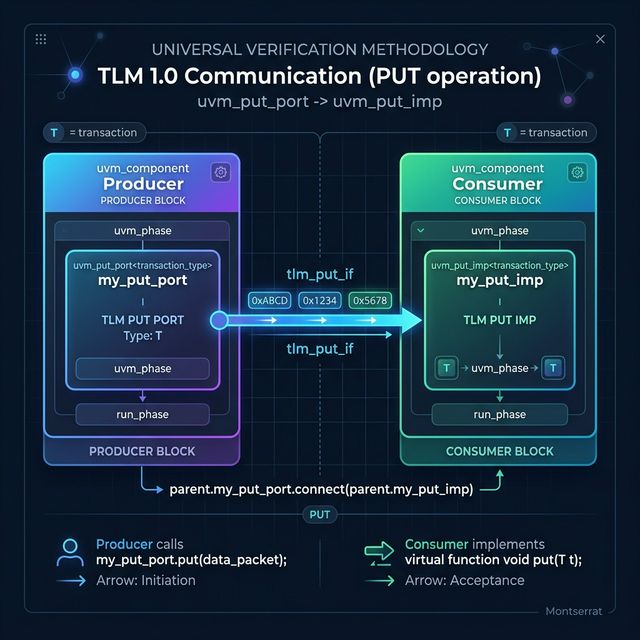 UNIVERSAL VERIFICATION METHODOLOGY
TLM 1.0 Communication (PUT operation)
uvm_put_port -> uvm_put_imp
T = transaction
T = transaction
uvm_component
Producer
PRODUCER BLOCK
uvm_phase
uvm_put_port<transaction_type>
my_put_port
TLM PUT PORT
Type: T
uvm_phase
run_phase
PRODUCER BLOCK
tlm_put_if
0xABCD 0x1234 0x5678
tlm_put_if
uvm_component
Consumer
CONSUMER BLOCK
uvm_phase
uvm_put_imp<transaction_type>
my_put_imp
TLM PUT IMP
T uvm_phase T
run_phase
CONSUMER BLOCK
parent.my_put_port.connect(parent.my_put_imp)
PUT
Producer calls
my_put_port.put(data_packet);
Arrow: Initiation
Consumer implements
virtual function void put(T t);
Arrow: Acceptance
Montserrat